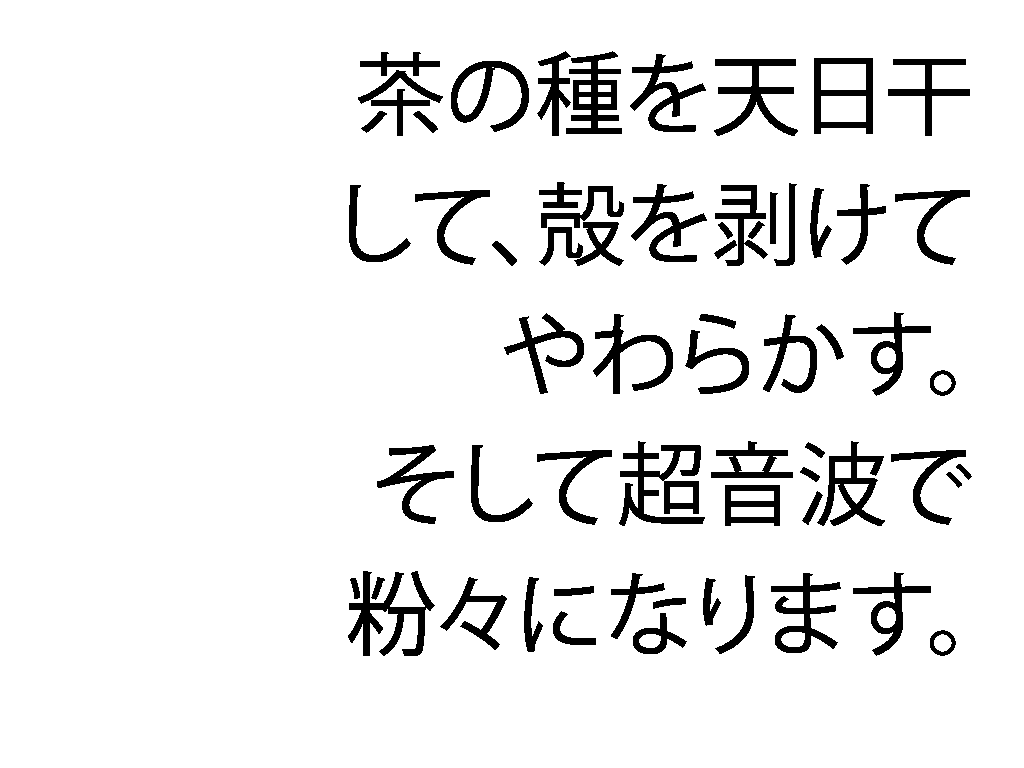 茶の種を天日干
して、殻を剥けて
やわらかす。
そして超音波で
粉々になります。